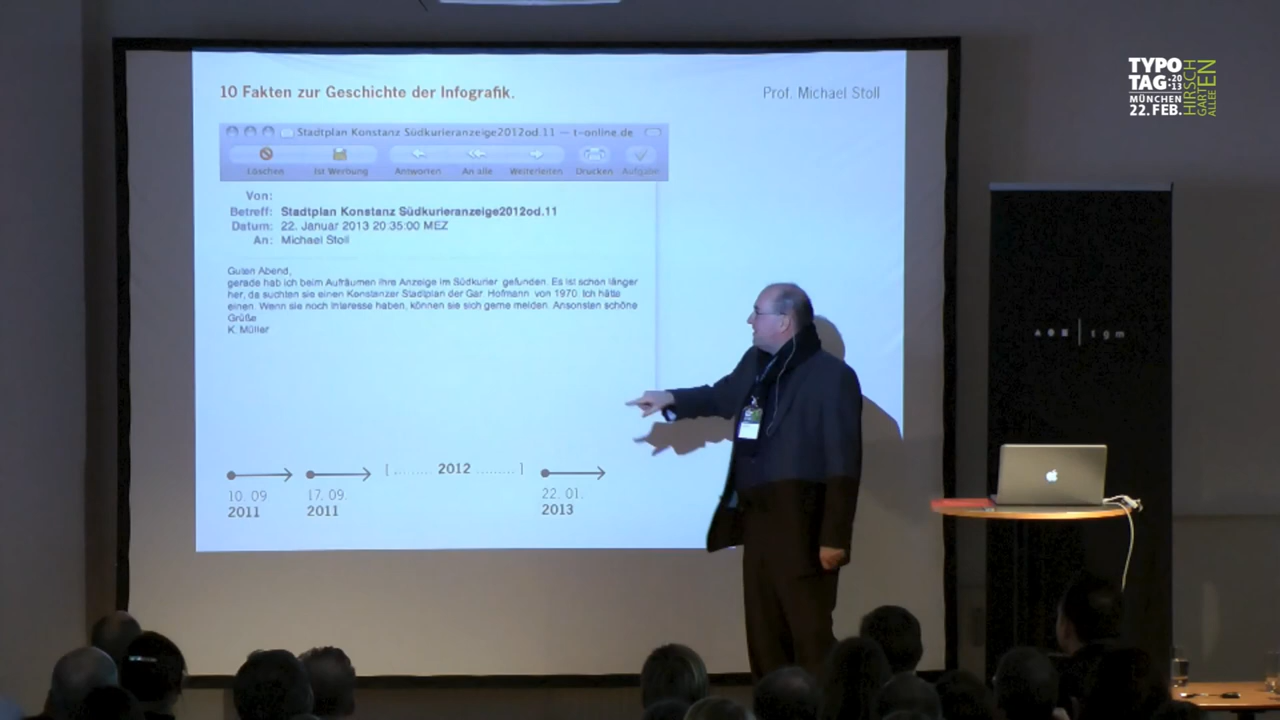 10 Fakten zur Geschichte der Infografik.
Prof. Michael Stoll
TYPO
TAG·20
13
MÜNCHEN
22. FEB.
HIRSCH
GARTEN
ALLEE
Stadtplan Konstanz Südkurieranzeige2012od.11 — t-online.de
Löschen Ist Werbung Antworten An alle Weiterleiten Drucken Aufgabe
Von:
Betreff: Stadtplan Konstanz Südkurieranzeige2012od.11
Datum: 22. Januar 2013 20:35:00 MEZ
An: Michael Stoll
Guten Abend,
gerade hab ich beim Aufräumen ihre Anzeige im Südkurier gefunden. Es ist schon länger
her, da suchten sie einen Konstanzer Stadtplan der Gar. Hofmann von 1970. Ich hätte
einen. Wenn sie noch Interesse haben, können sie sich gerne melden. Ansonsten schöne
Grüße
K. Müller
[ ........ 2012 ........ ]
10. 09.
2011
17. 09.
2011
22. 01.
2013
tgm